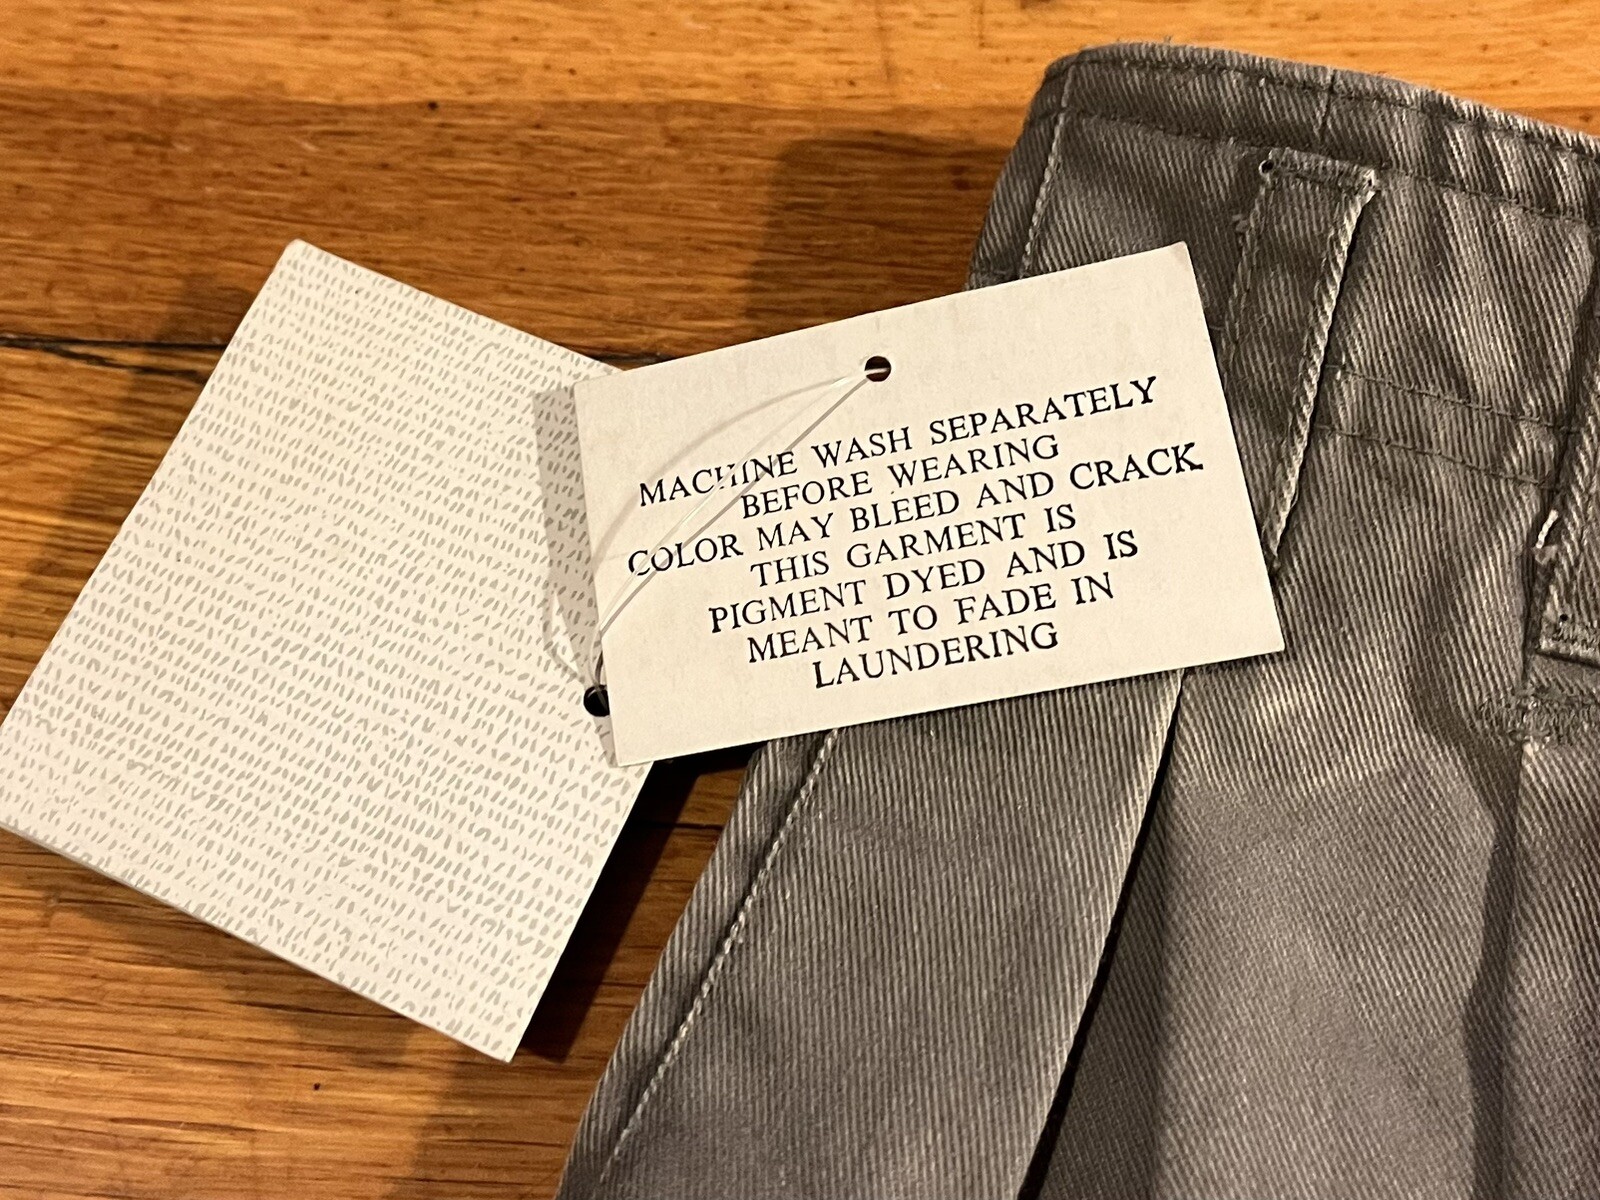 MACHINE WASH SEPARATELY
BEFORE WEARING
COLOR MAY BLEED AND CRACK
THIS GARMENT IS
PIGMENT DYED AND IS
MEANT TO FADE IN
LAUNDERING